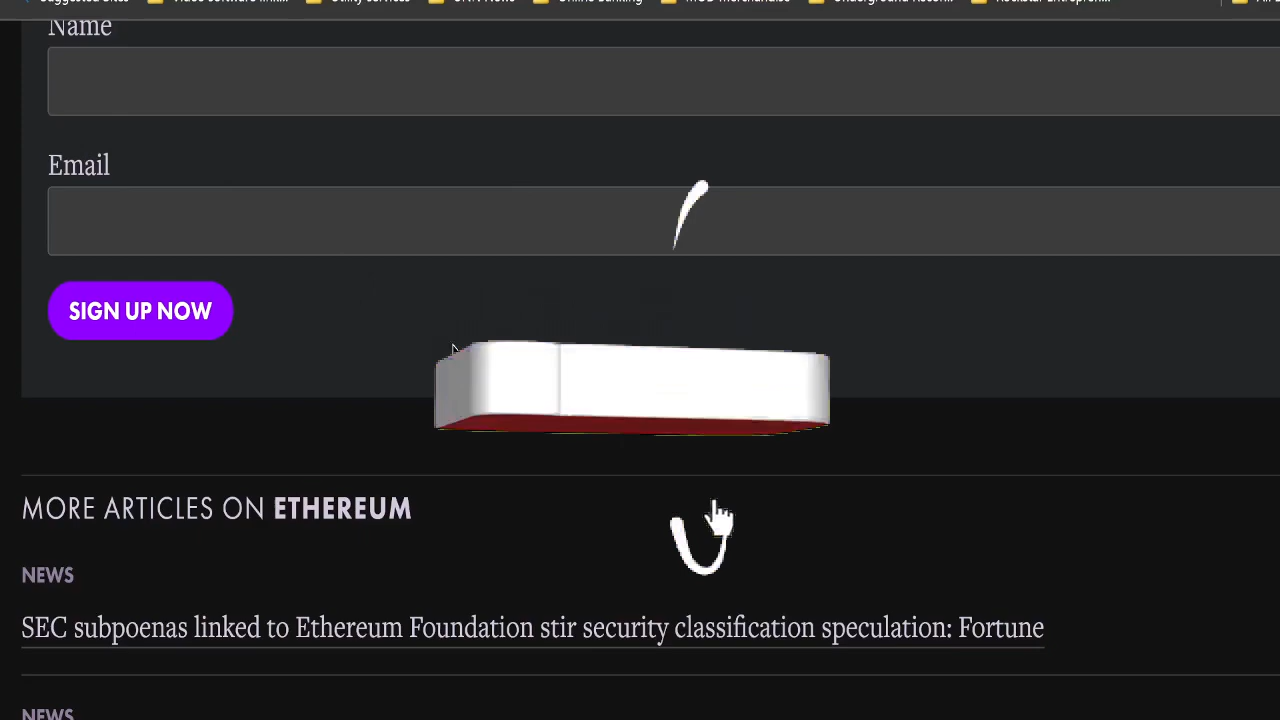 Name
Email
SIGN UP NOW
MORE ARTICLES ON ETHEREUM
NEWS
SEC subpoenas linked to Ethereum Foundation stir security classification speculation: Fortune
NEWS